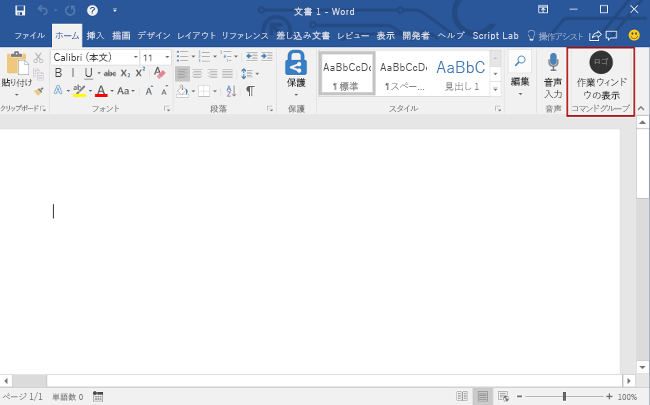 文書 1 - Word
ファイル ホーム 挿入 描画 デザイン レイアウト リファレンス 差し込み文書 レビュー 表示 開発者 ヘルプ Script Lab 操作アシスト
Calibri (本文) 11
B I U abc X₂ X²
A aby A Aa A A
貼り付け
クリップボード
フォント
段落
保護
保護
AaBbCcDc AaBbCcDc AaBbC
標準 スペー... 見出し 1
スタイル
編集
音声
入力
音声
ロゴ
作業ウィンド
ウの表示
コマンドグループ
ページ 1/1 単語数 0 100%